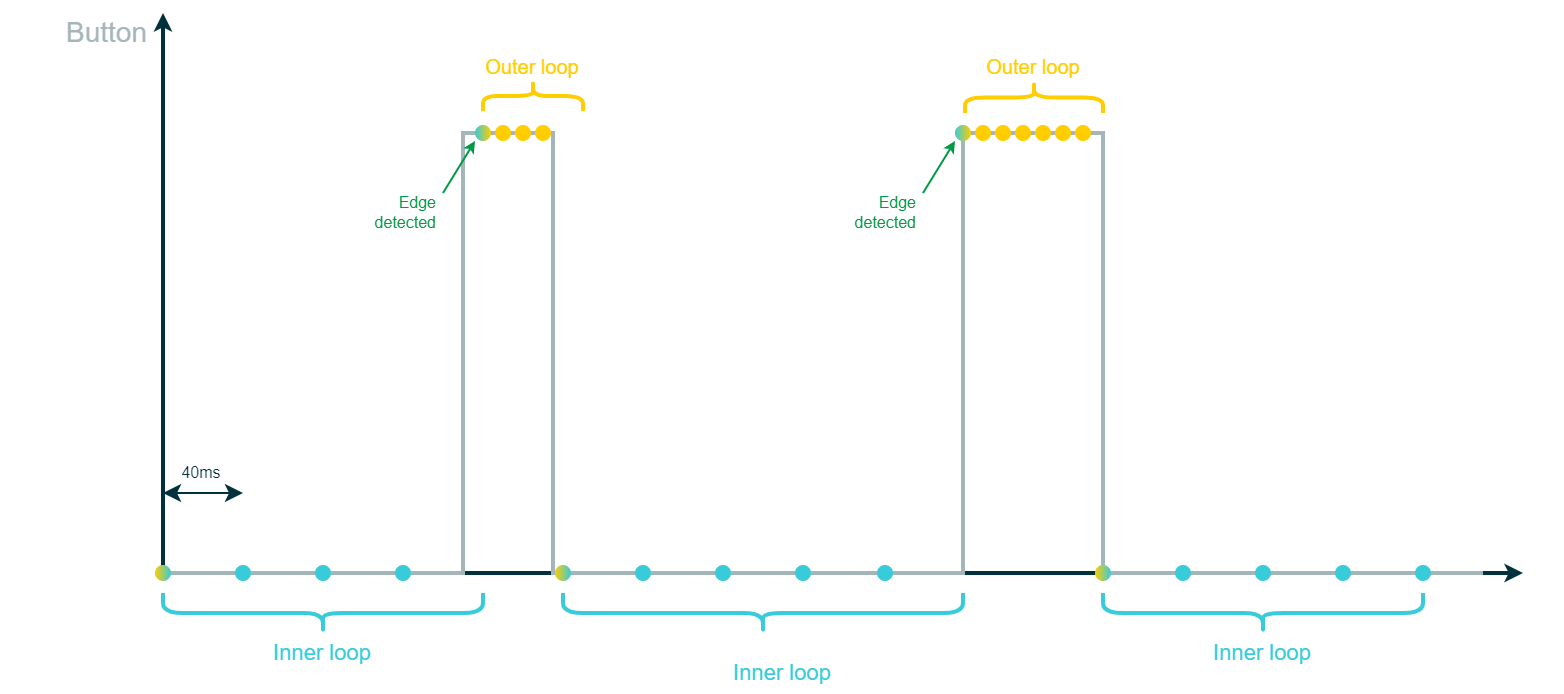 Button
Outer loop
Outer loop
Edge
detected
Edge
detected
40ms
Inner loop
Inner loop
Inner loop